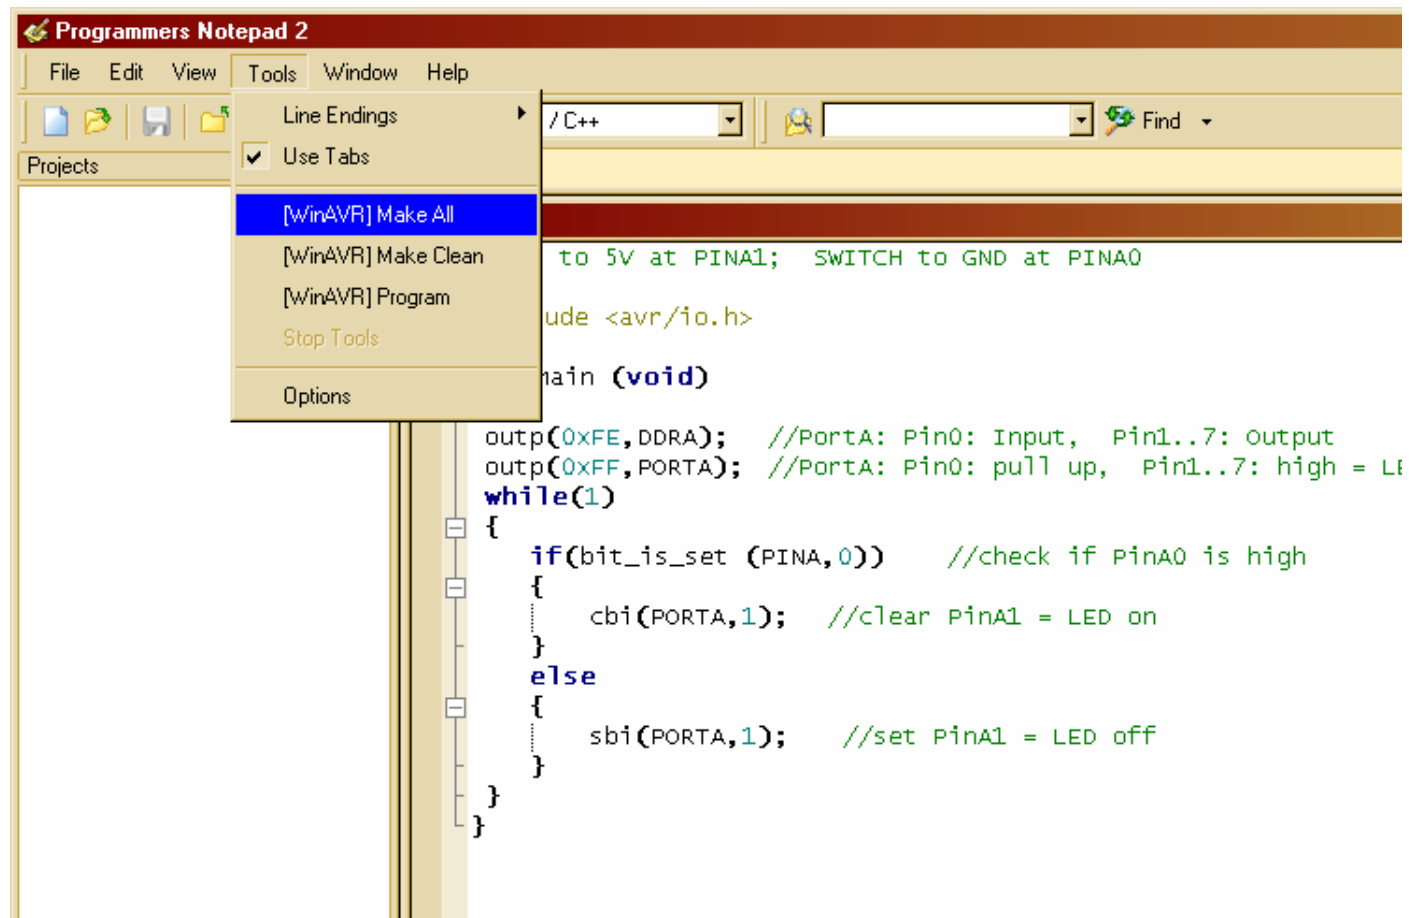 Programmers Notepad 2
File Edit View Tools Window Help
/ C++ Find
Projects
Line Endings
Use Tabs
[WinAVR] Make All
[WinAVR] Make Clean
[WinAVR] Program
Stop Tools
Options
to 5V at PINA1; SWITCH to GND at PINA0
ude <avr/io.h>
main (void)
outp(0xFE,DDRA); //PortA: Pin0: Input, Pin1..7: Output
outp(0xFF,PORTA); //PortA: Pin0: pull up, Pin1..7: high = LE
while(1)
{
if(bit_is_set (PINA,0)) //check if PinA0 is high
{
cbi(PORTA,1); //clear PinA1 = LED on
}
else
{
sbi(PORTA,1); //set PinA1 = LED off
}
}
}